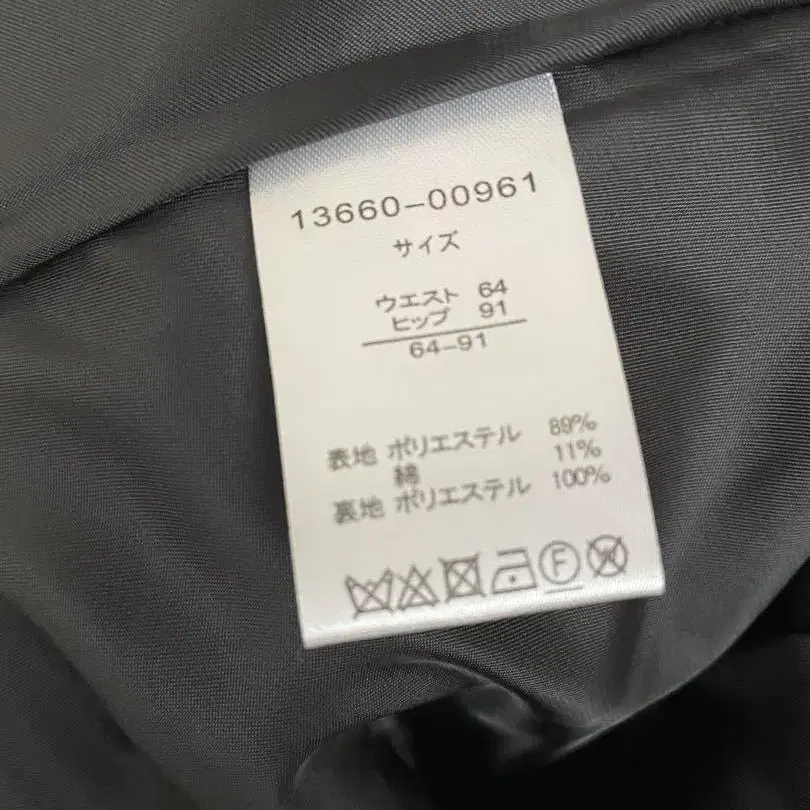 13660-00961
サイズ
ウエスト 64
ヒップ 91
64-91
表地 ポリエステル 89%
綿 11%
裏地 ポリエステル 100%
F